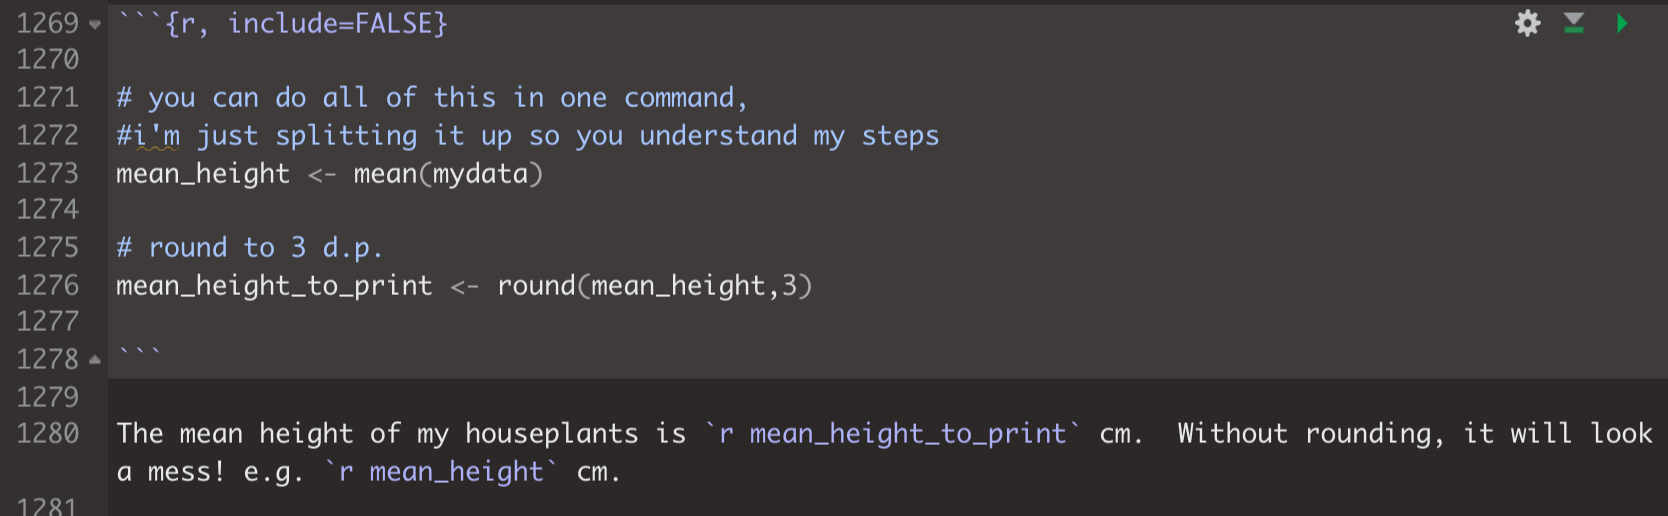 1269 ```{r, include=FALSE}
1270
1271 # you can do all of this in one command,
1272 #i'm just splitting it up so you understand my steps
1273 mean_height <- mean(mydata)
1274
1275 # round to 3 d.p.
1276 mean_height_to_print <- round(mean_height,3)
1277
1278 ```
1279
1280 The mean height of my houseplants is `r mean_height_to_print` cm.  Without rounding, it will look
a mess! e.g. `r mean_height` cm.
1281